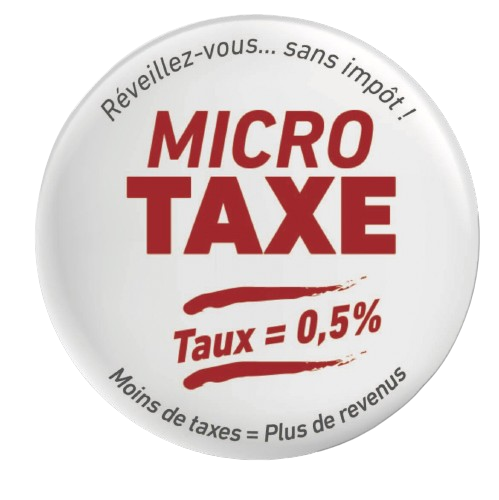 Réveillez-vous... sans impôt !
MICRO
TAXE
Taux = 0,5%
Moins de taxes = Plus de revenus